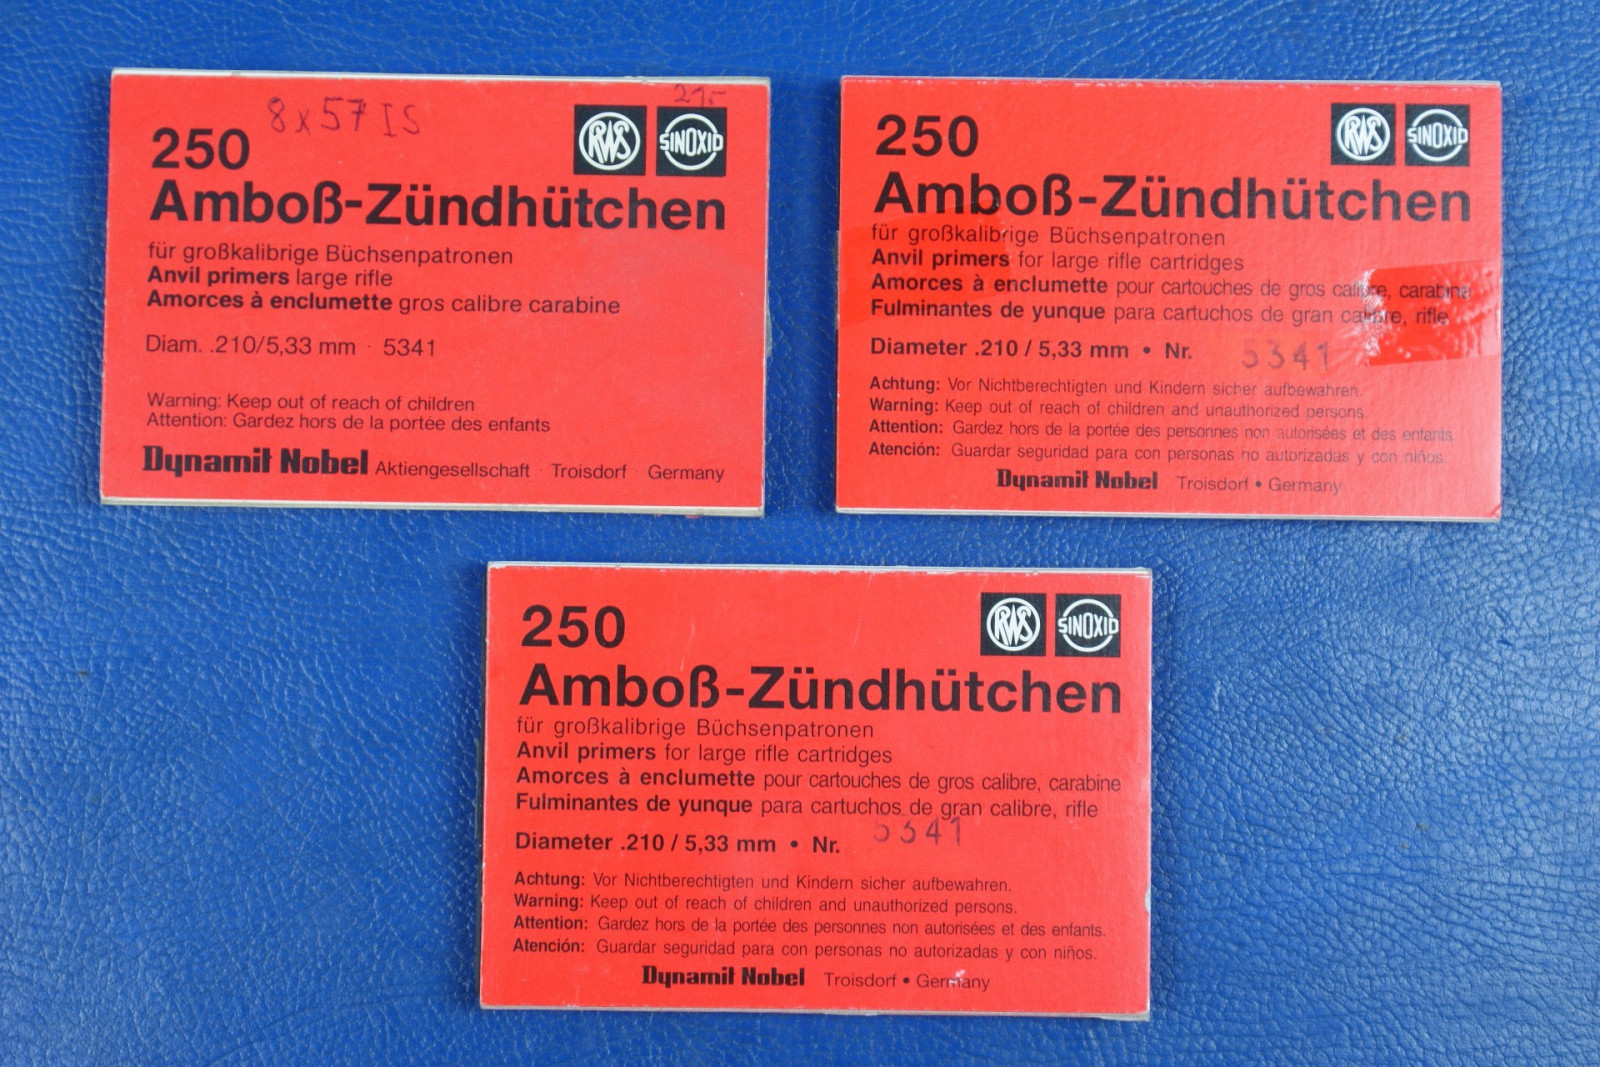 8x57 IS
21,-
250
RWS SINOXID
Amboß-Zündhütchen
für großkalibrige Büchsenpatronen
Anvil primers large rifle
Amorces à enclumette gros calibre carabine
Diam. .210/5,33 mm · 5341
Warning: Keep out of reach of children
Attention: Gardez hors de la portée des enfants
Dynamit Nobel Aktiengesellschaft · Troisdorf · Germany
250
RWS SINOXID
Amboß-Zündhütchen
für großkalibrige Büchsenpatronen
Anvil primers for large rifle cartridges
Amorces à enclumette pour cartouches de gros calibre, carabine
Fulminantes de yunque para cartuchos de gran calibre, rifle
Diameter .210 / 5,33 mm • Nr. 5341
Achtung: Vor Nichtberechtigten und Kindern sicher aufbewahren.
Warning: Keep out of reach of children and unauthorized persons.
Attention: Gardez hors de la portée des personnes non autorisées et des enfants.
Atención: Guardar seguridad para con personas no autorizadas y con niños.
Dynamit Nobel Troisdorf • Germany
250
RWS SINOXID
Amboß-Zündhütchen
für großkalibrige Büchsenpatronen
Anvil primers for large rifle cartridges
Amorces à enclumette pour cartouches de gros calibre, carabine
Fulminantes de yunque para cartuchos de gran calibre, rifle
Diameter .210 / 5,33 mm • Nr. 5341
Achtung: Vor Nichtberechtigten und Kindern sicher aufbewahren.
Warning: Keep out of reach of children and unauthorized persons.
Attention: Gardez hors de la portée des personnes non autorisées et des enfants.
Atención: Guardar seguridad para con personas no autorizadas y con niños.
Dynamit Nobel Troisdorf • Germany